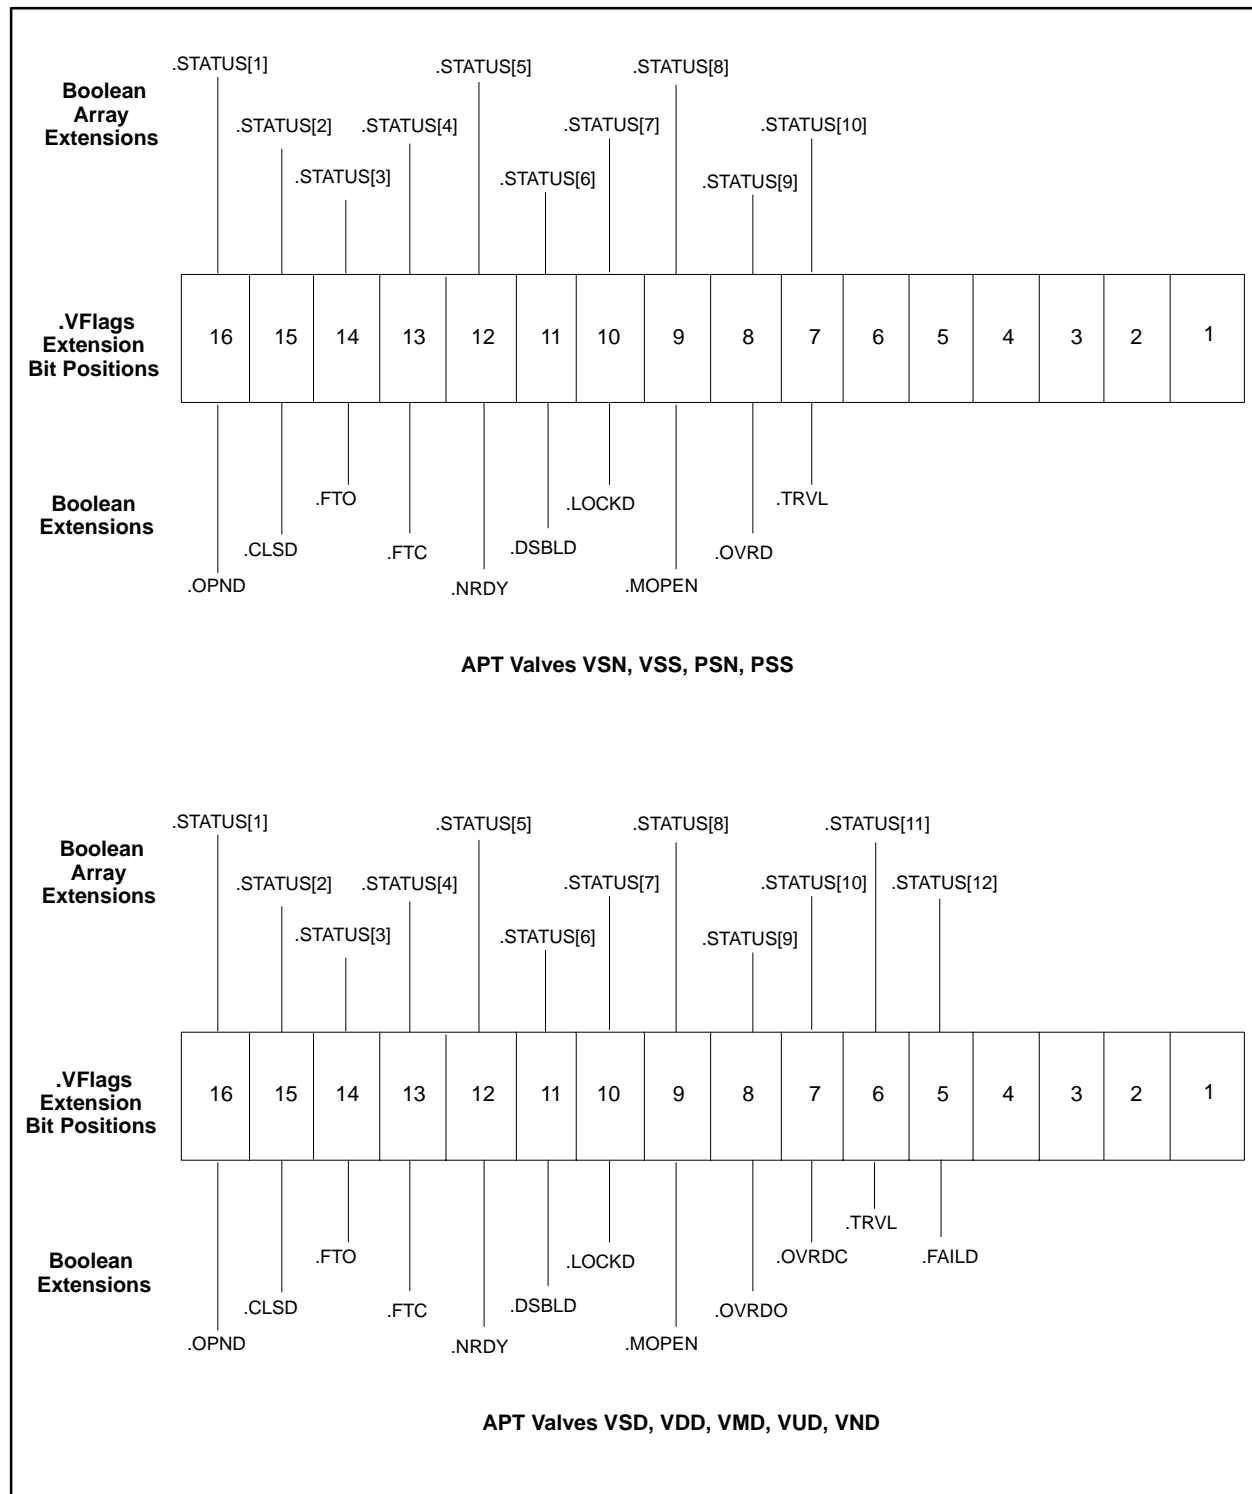 .STATUS[1]
.STATUS[5]
.STATUS[8]
Boolean
Array
Extensions
.STATUS[2]
.STATUS[4]
.STATUS[7]
.STATUS[10]
.STATUS[3]
.STATUS[6]
.STATUS[9]
.VFlags
Extension
Bit Positions
16 15 14 13 12 11 10 9 8 7 6 5 4 3 2 1
Boolean
Extensions
.FTO
.LOCKD
.TRVL
.CLSD
.FTC
.DSBLD
.OVRD
.OPND
.NRDY
.MOPEN
APT Valves VSN, VSS, PSN, PSS
.STATUS[1]
.STATUS[5]
.STATUS[8]
.STATUS[11]
Boolean
Array
Extensions
.STATUS[2]
.STATUS[4]
.STATUS[7]
.STATUS[10]
.STATUS[12]
.STATUS[3]
.STATUS[6]
.STATUS[9]
.VFlags
Extension
Bit Positions
16 15 14 13 12 11 10 9 8 7 6 5 4 3 2 1
Boolean
Extensions
.TRVL
.FTO
.LOCKD
.OVRDC
.FAILD
.CLSD
.FTC
.DSBLD
.OVRDO
.OPND
.NRDY
.MOPEN
APT Valves VSD, VDD, VMD, VUD, VND